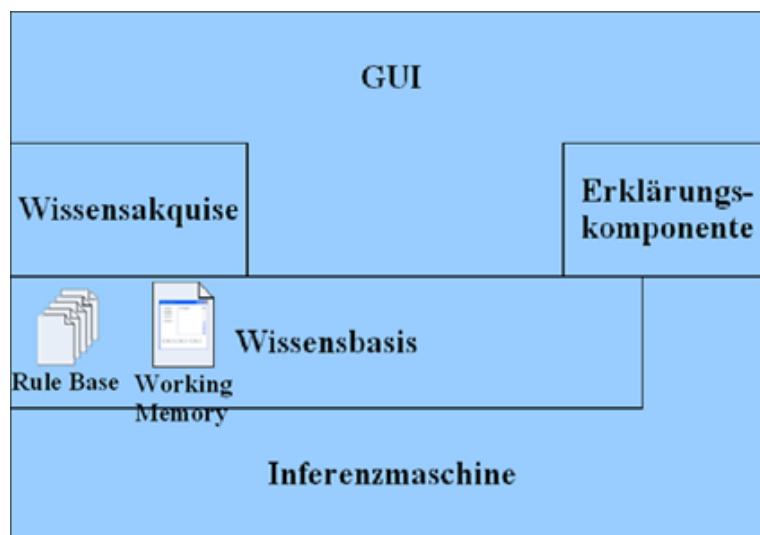 GUI
Wissensakquise
Erklärungs-
komponente
Wissensbasis
Rule Base
Working
Memory
Inferenzmaschine